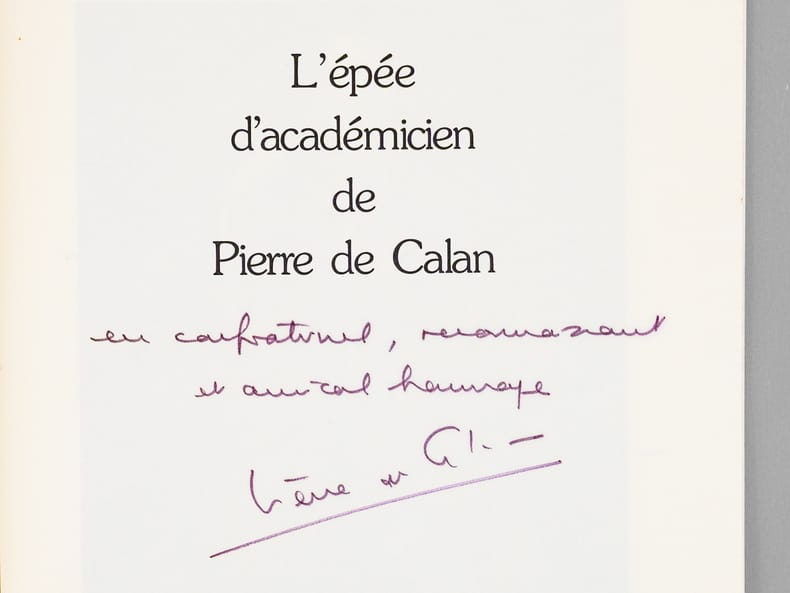 L'épée
d'académicien
de
Pierre de Calan
en confraternel, reconnaissant
et amical hommage
Pierre de Calan